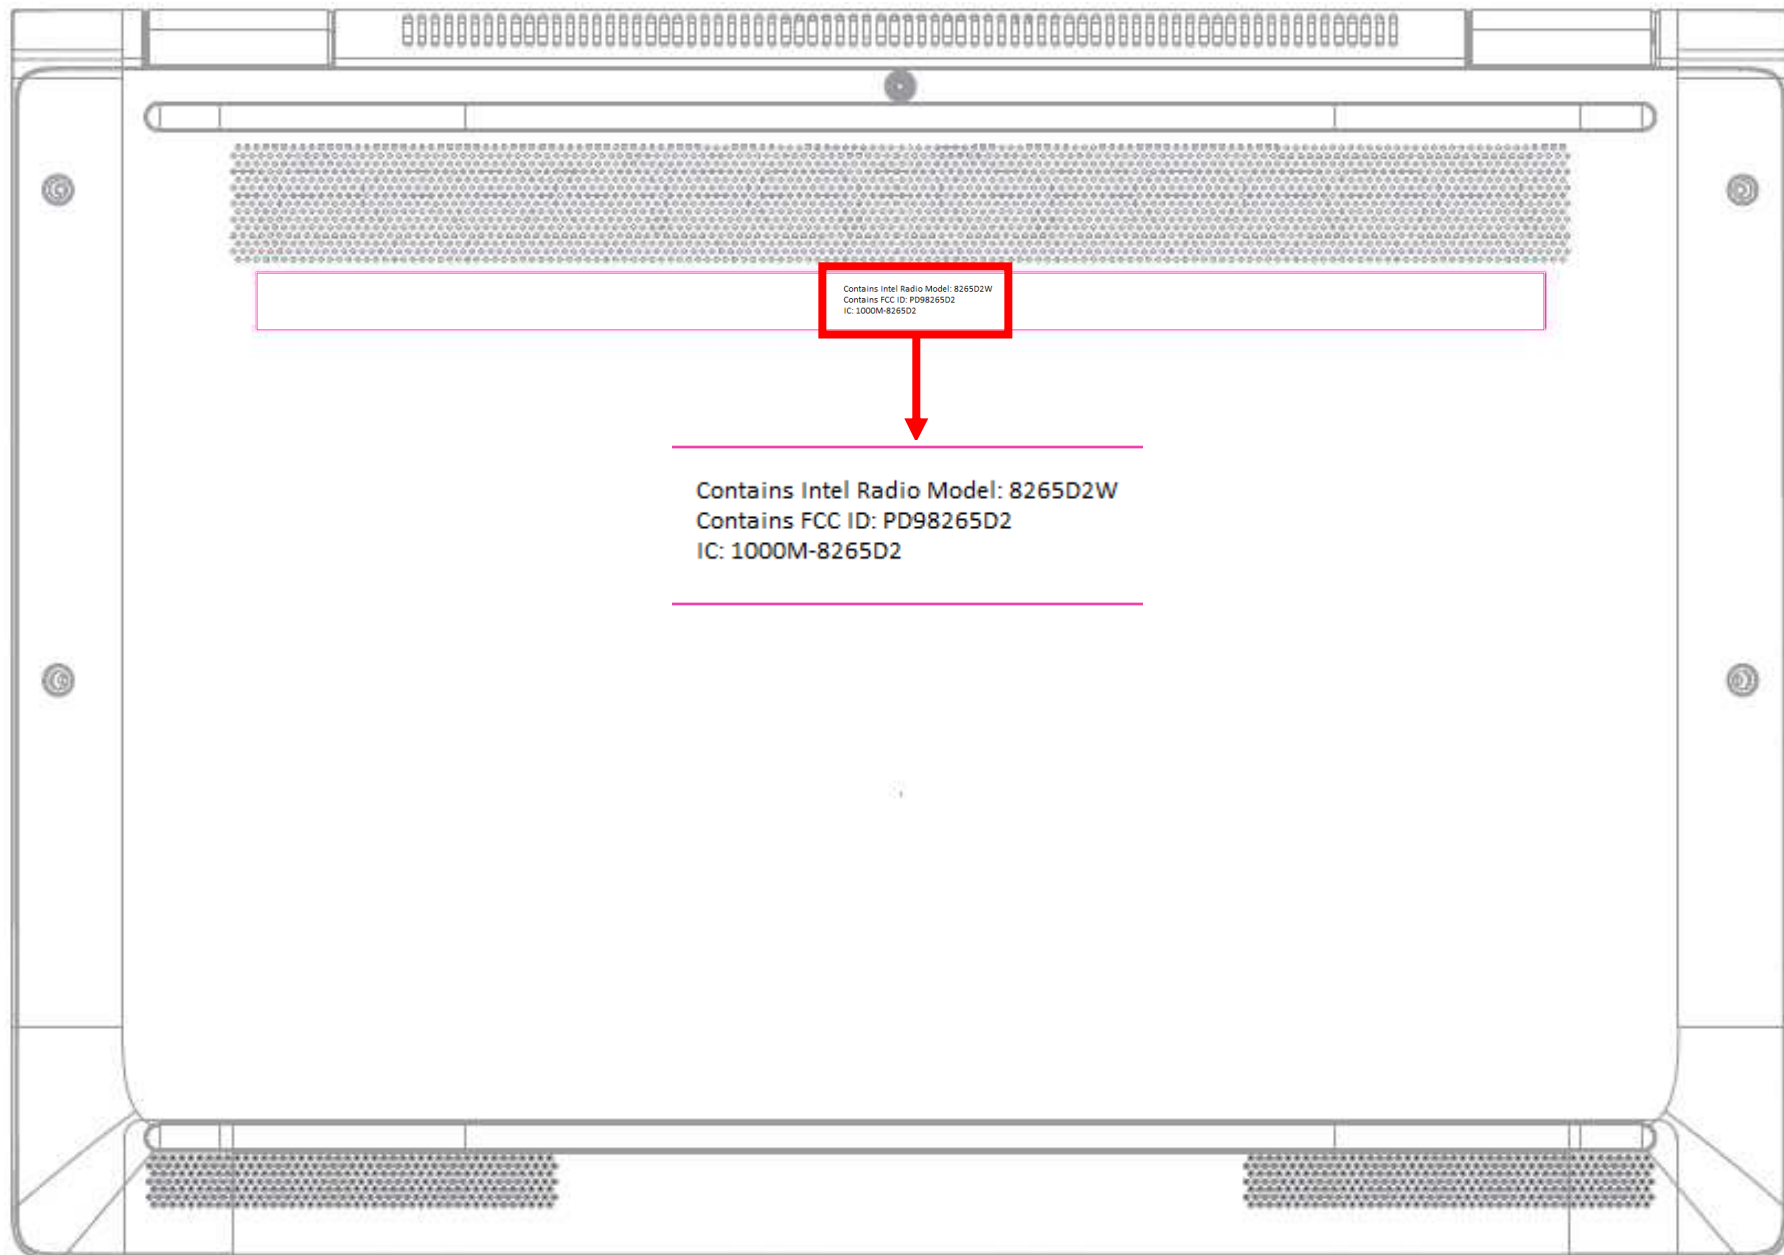 Contains Intel Radio Model: 8265D2W
Contains FCC ID: PD98265D2
IC: 1000M-8265D2
Contains Intel Radio Model: 8265D2W
Contains FCC ID: PD98265D2
IC: 1000M-8265D2